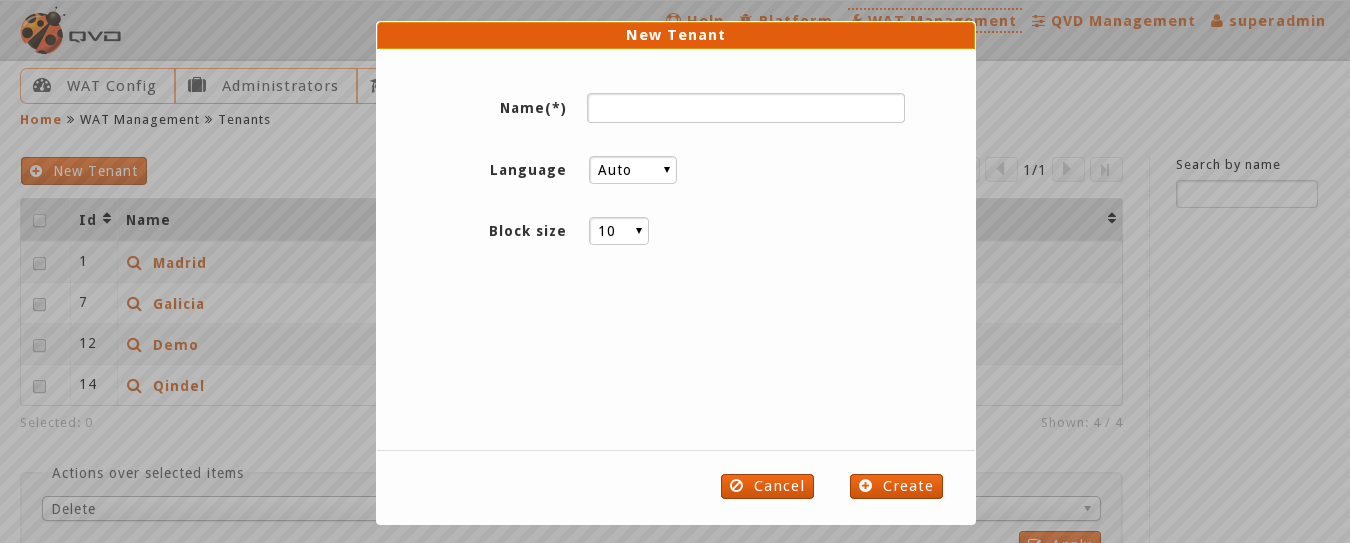 QVD
Help Platform WAT Management QVD Management superadmin
New Tenant
WAT Config Administrators
Home » WAT Management » Tenants
Name(*)
Language Auto
Block size 10
Cancel Create
New Tenant
1/1
Search by name
Id Name
1 Madrid
7 Galicia
12 Demo
14 Qindel
Selected: 0
Shown: 4 / 4
Actions over selected items
Delete
Apply